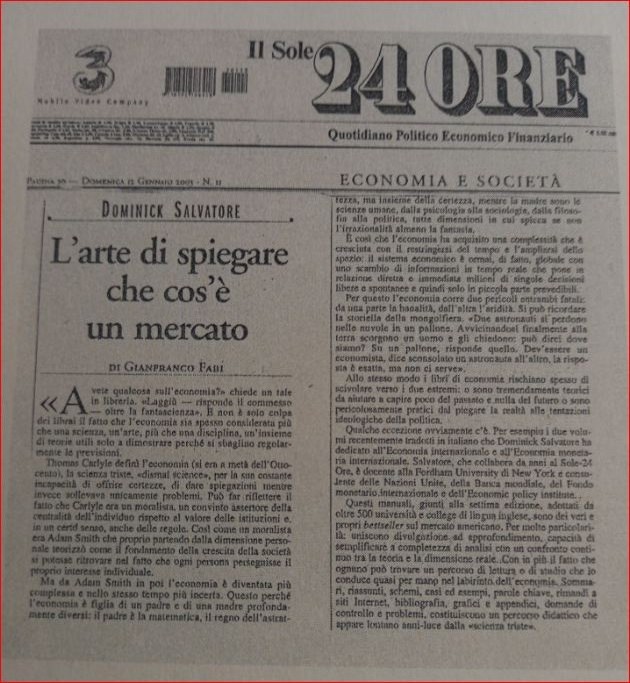 3
Mobile Video Company
Il Sole
24 ORE
Quotidiano Politico Economico Finanziario
ECONOMIA E SOCIETÀ
DOMINICK SALVATORE
L'arte di spiegare
che cos'è
un mercato
DI GIANFRANCO FABI
«Avete qualcosa sull'economia?» chiede un tale
in libreria. «Laggiù — risponde il commesso
— oltre la fantascienza». E non è solo colpa
dei libri il fatto che l'economia sia spesso considerata più
che una scienza, un'arte, più che una disciplina, un'insieme
di teorie utili solo a dimostrare perché si sbaglino regolar-
mente le previsioni.
Thomas Carlyle definì l'economia (si era a metà dell'Otto-
cento), la scienza triste, «dismal science», per la sua costante
incapacità di offrire certezze, di dare spiegazioni mentre
invece sollevava unicamente problemi. Può far riflettere il
fatto che Carlyle era un moralista, un convinto assertore della
centralità dell'individuo rispetto al valore delle istituzioni e,
in un certo senso, anche delle regole. Così come un moralista
era Adam Smith che proprio partendo dalla dimensione perso-
nale teorizzò come il fondamento della crescita della società
si potesse ritrovare nel fatto che ogni persona perseguisse il
proprio interesse individuale.
Ma da Adam Smith in poi l'economia è diventata più
complessa e nello stesso tempo più incerta. Questo perché
l'economia è figlia di un padre e di una madre profonda-
mente diversi: il padre è la matematica, il regno dell'astrat-
tezza, ma insieme della certezza, mentre la madre sono le
scienze umane, dalla psicologia alla sociologia, dalla filoso-
fia alla politica, tutte dimensioni in cui spicca se non
l'irrazionalità almeno la fantasia.
E così che l'economia ha acquisito una complessità che è
cresciuta con il restringersi del tempo e l'ampliarsi dello
spazio: il sistema economico è ormai, di fatto, globale con
uno scambio di informazioni in tempo reale che pone in
relazione diretta e immediata milioni di singole decisioni
libere e spontanee e quindi solo in piccola parte prevedibili.
Per questo l'economia corre due pericoli entrambi fatali:
da una parte la banalità, dall'altra l'aridità. Si può ricordare
la storiella della mongolfiera. «Due astronauti si perdono
nelle nuvole in un pallone. Avvicinandosi finalmente alla
terra scorgono un uomo e gli chiedono: può dirci dove
siamo? Su un pallone, risponde quello. Dev'essere un
economista, dice sconsolato un astronauta all'altro, la rispo-
sta è esatta, ma non ci serve».
Allo stesso modo i libri di economia rischiano spesso di
scivolare verso i due estremi: o sono tremendamente teorici
da aiutare a capire poco del passato e nulla del futuro o sono
pericolosamente pratici dal piegare la realtà alle tentazioni
ideologiche della politica.
Qualche eccezione ovviamente c'è. Per esempio i due volu-
mi recentemente tradotti in italiano che Dominick Salvatore ha
dedicato all'Economia internazionale e all'Economia moneta-
ria internazionale. Salvatore, che collabora da anni al Sole-24
Ore, è docente alla Fordham University di New York e consu-
lente delle Nazioni Unite, della Banca mondiale, del Fondo
monetario internazionale e dell'Economic policy institute.
Questi manuali, giunti alla settima edizione, adottati da
oltre 500 università e college di lingua inglese, sono dei veri e
propri bestseller sul mercato americano. Per molte particolari-
tà: uniscono divulgazione ad approfondimento, capacità di
semplificare a completezza di analisi con un confronto conti-
nuo tra la teoria e la dimensione reale. Con in più il fatto che
ognuno può trovare un percorso di lettura o di studio che lo
conduce quasi per mano nel labirinto dell'economia. Somma-
ri, riassunti, schemi, casi ed esempi, parole chiave, rimandi a
siti Internet, bibliografia, grafici e appendici, domande di
controllo e problemi, costituiscono un percorso didattico che
appare lontano anni-luce dalla «scienza triste».